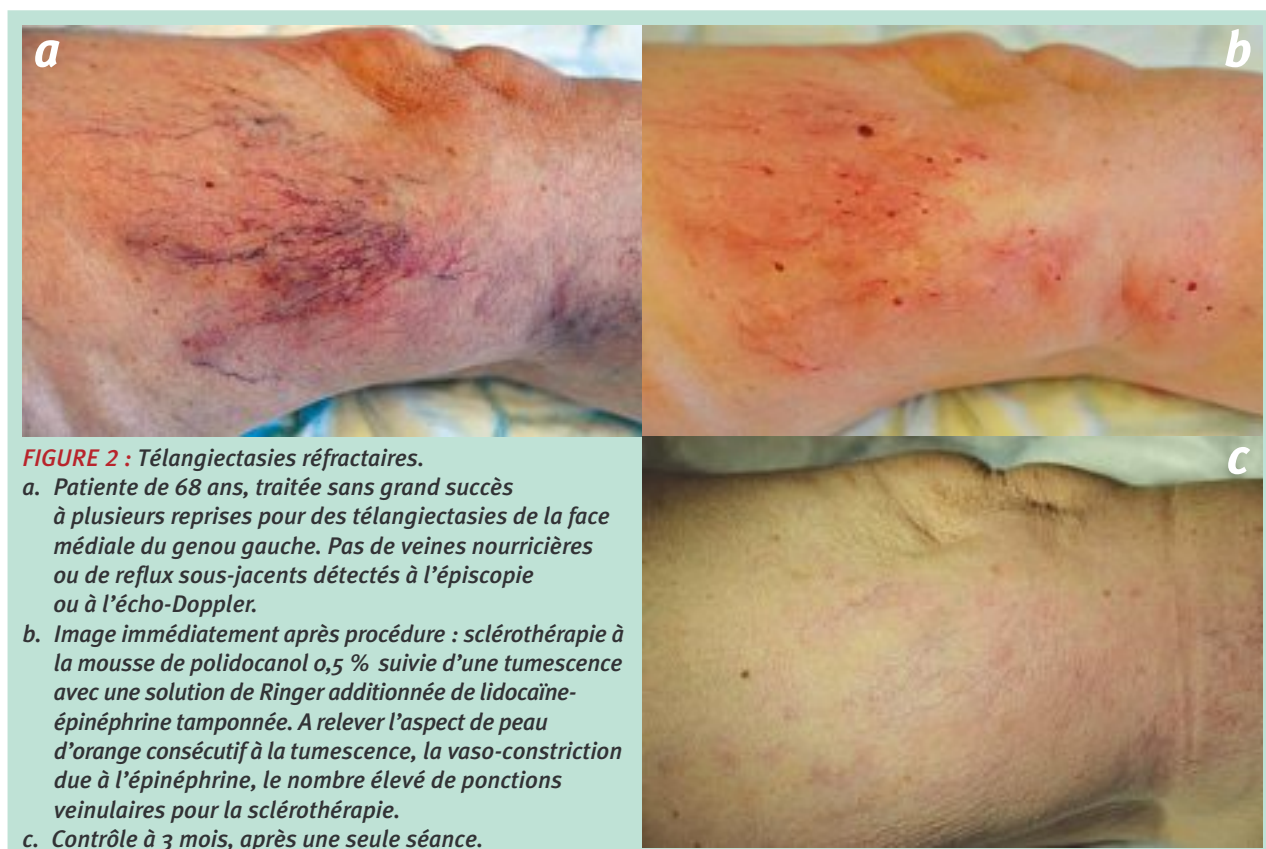 a
b
FIGURE 2 : Télangiectasies réfractaires.
a. Patiente de 68 ans, traitée sans grand succès
à plusieurs reprises pour des télangiectasies de la face
médiale du genou gauche. Pas de veines nourricières
ou de reflux sous-jacents détectés à l’épiscopie
ou à l’écho-Doppler.
b. Image immédiatement après procédure : sclérothérapie à
la mousse de polidocanol 0,5 % suivie d’une tumescence
avec une solution de Ringer additionnée de lidocaïne-
épinéphrine tamponnée. A relever l’aspect de peau
d’orange consécutif à la tumescence, la vaso-constriction
due à l’épinéphrine, le nombre élevé de ponctions
veinulaires pour la sclérothérapie.
c. Contrôle à 3 mois, après une seule séance.
c